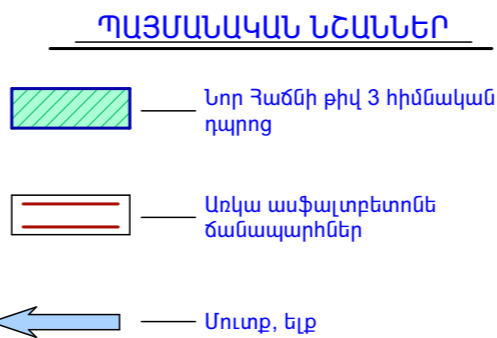 ՊԱՅՄԱՆԱԿԱՆ ՆՇԱՆՆԵՐ
Նոր Հաճնի թիվ 3 հիմնական
դպրոց
Առկա ասֆալտբետոնե
ճանապարհներ
Մուտք, ելք